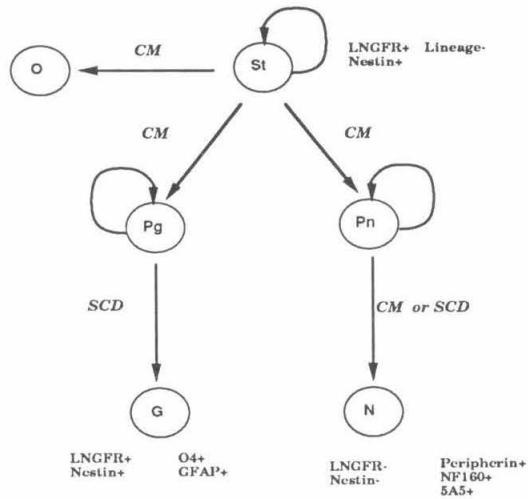 CM
O
St
LNGFR+ Lineage-
Nestin+
CM
CM
Pg
Pn
SCD
CM or SCD
G
N
LNGFR+ O4+
Nestin+ GFAP+
LNGFR- Peripherin+
Nestin- NF160+
5A5+